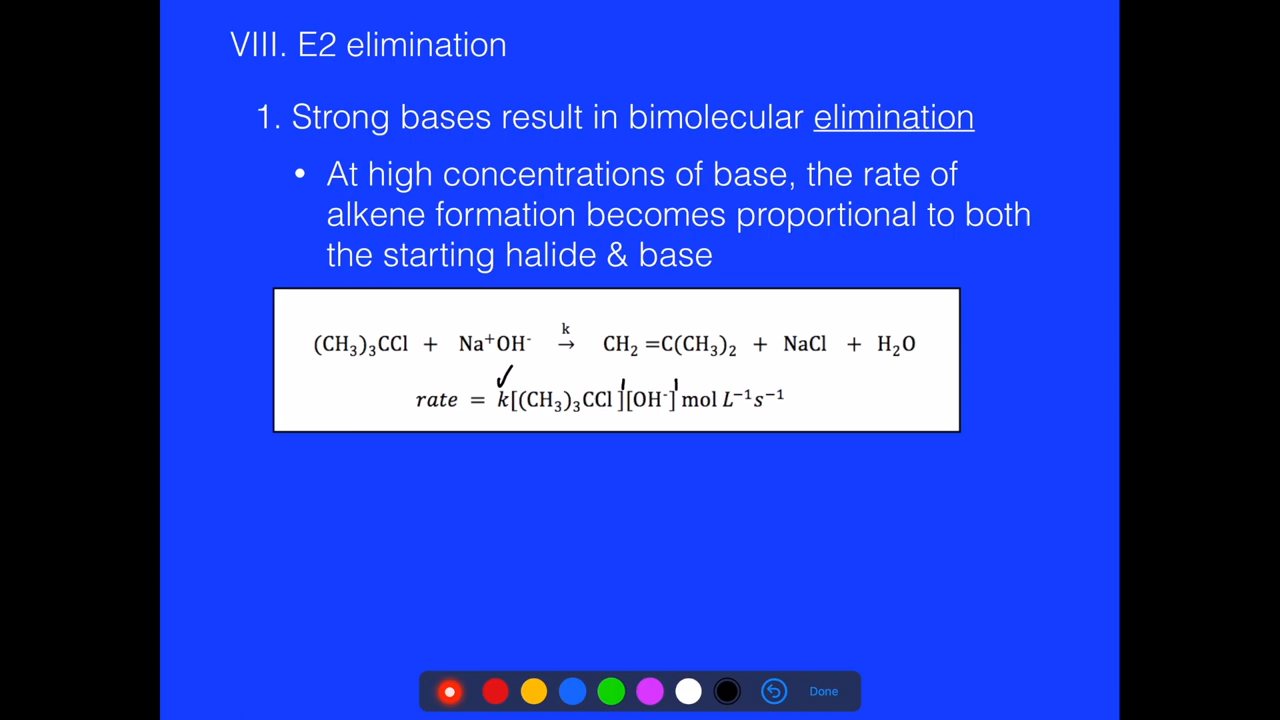 VIII. E2 elimination
1. Strong bases result in bimolecular elimination
• At high concentrations of base, the rate of
alkene formation becomes proportional to both
the starting halide & base
k
(CH₃)₃CCl + Na⁺OH⁻ → CH₂ =C(CH₃)₂ + NaCl + H₂O
rate = k[(CH₃)₃CCl ]¹[OH⁻]¹ mol L⁻¹s⁻¹
Done